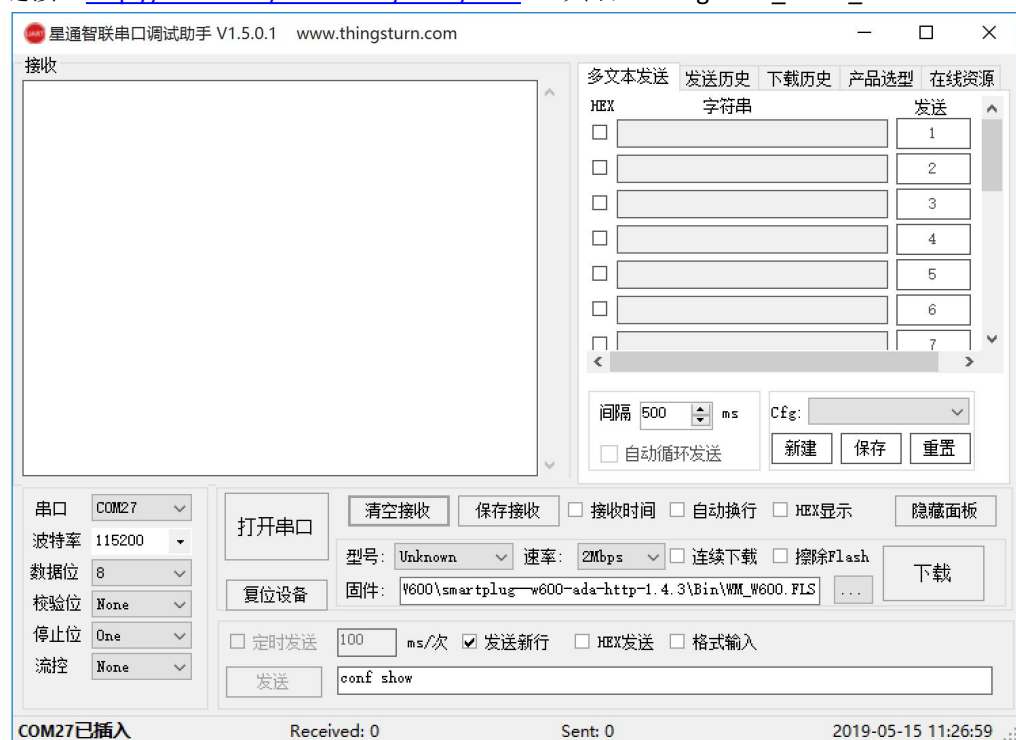 UART 星通智联串口调试助手 V1.5.0.1 www.thingsturn.com
接收
多文本发送 发送历史 下载历史 产品选型 在线资源
HEX 字符串 发送
1
2
3
4
5
6
7
间隔 500 ms
自动循环发送
Cfg:
新建 保存 重置
串口 COM27
波特率 115200
数据位 8
校验位 None
停止位 One
流控 None
打开串口
复位设备
清空接收 保存接收 接收时间 自动换行 HEX显示 隐藏面板
型号: Unknown 速率: 2Mbps 连续下载 擦除Flash
固件: W600\smartplug—w600-ada-http-1.4.3\Bin\WM_W600.FLS ... 下载
定时发送 100 ms/次 发送新行 HEX发送 格式输入
发送 conf show
COM27已插入 Received: 0 Sent: 0 2019-05-15 11:26:59